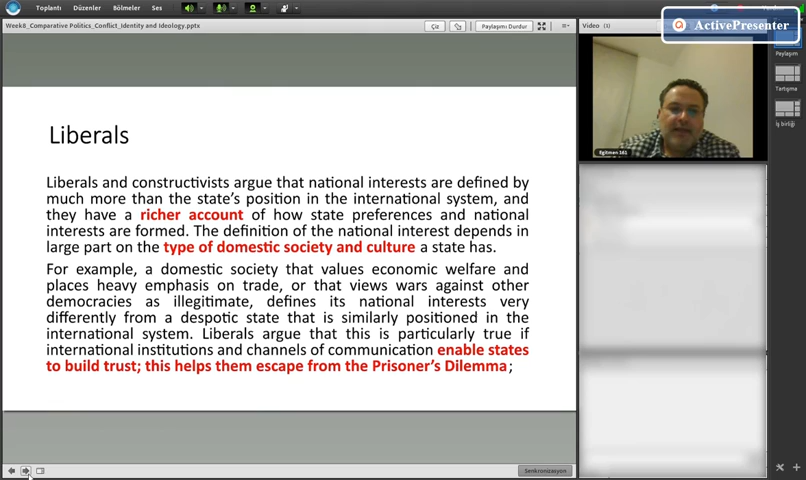 Toplantı Düzenler Bölmeler Ses
ActivePresenter
Week8_Comparative Politics_Conflict_Identity and Ideology.pptx
Çiz
Paylaşımı Durdur
Video (3)
Paylaşım
Tartışma
İş birliği
Egitmen 161
Liberals
Liberals and constructivists argue that national interests are defined by
much more than the state's position in the international system, and
they have a richer account of how state preferences and national
interests are formed. The definition of the national interest depends in
large part on the type of domestic society and culture a state has.
For example, a domestic society that values economic welfare and
places heavy emphasis on trade, or that views wars against other
democracies as illegitimate, defines its national interests very
differently from a despotic state that is similarly positioned in the
international system. Liberals argue that this is particularly true if
international institutions and channels of communication enable states
to build trust; this helps them escape from the Prisoner's Dilemma;
Senkronizasyon